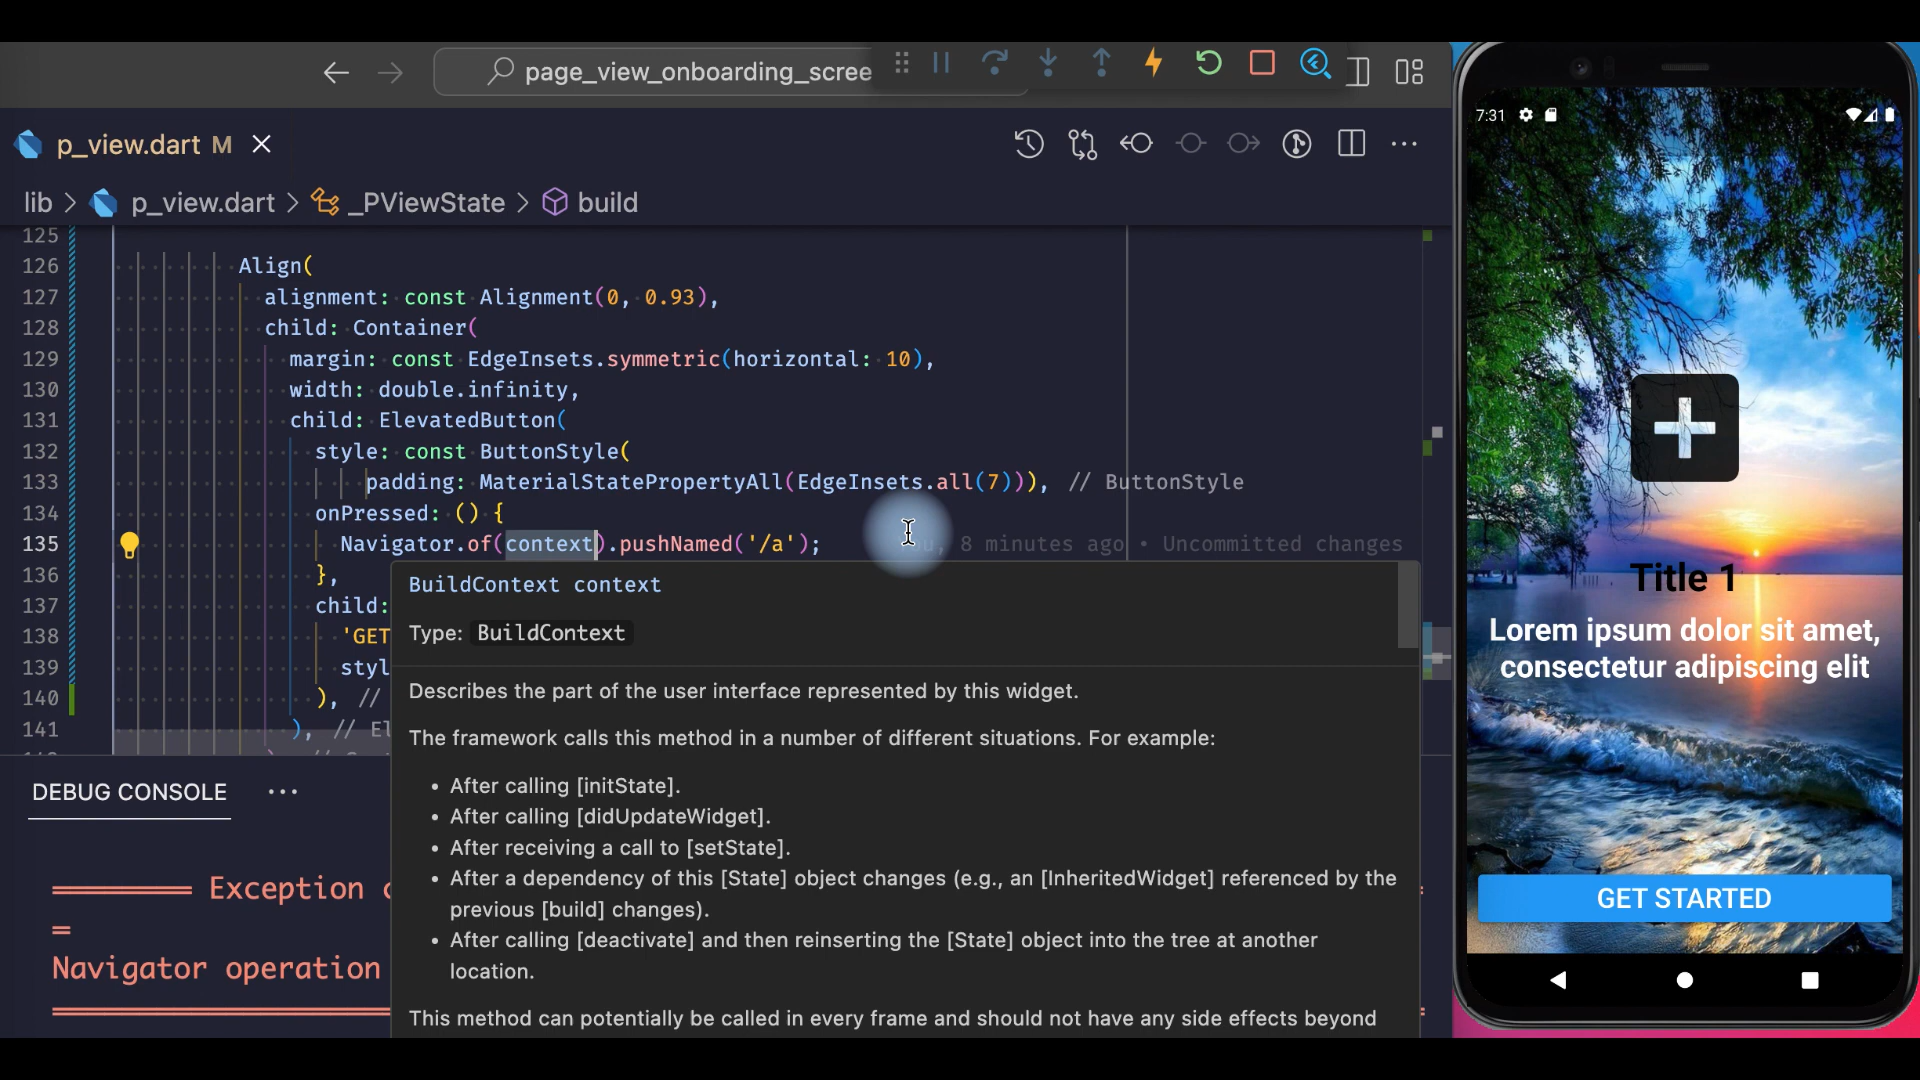 page_view_onboarding_scree
p_view.dart M
lib > p_view.dart > _PViewState > build
125
126 Align(
127 alignment: const Alignment(0, 0.93),
128 child: Container(
129 margin: const EdgeInsets.symmetric(horizontal: 10),
130 width: double.infinity,
131 child: ElevatedButton(
132 style: const ButtonStyle(
133 padding: MaterialStatePropertyAll(EdgeInsets.all(7))), // ButtonStyle
134 onPressed: () {
135 Navigator.of(context).pushNamed('/a'); 8 minutes ago • Uncommitted changes
136 },
137 child:
138 'GET
139 styl
140 ), //
141 ), // El
BuildContext context
Type: BuildContext
Describes the part of the user interface represented by this widget.
The framework calls this method in a number of different situations. For example:
• After calling [initState].
• After calling [didUpdateWidget].
• After receiving a call to [setState].
• After a dependency of this [State] object changes (e.g., an [InheritedWidget] referenced by the
previous [build] changes).
• After calling [deactivate] and then reinserting the [State] object into the tree at another
location.
This method can potentially be called in every frame and should not have any side effects beyond
DEBUG CONSOLE
════════ Exception
═
Navigator operation
7:31
Title 1
Lorem ipsum dolor sit amet,
consectetur adipiscing elit
GET STARTED